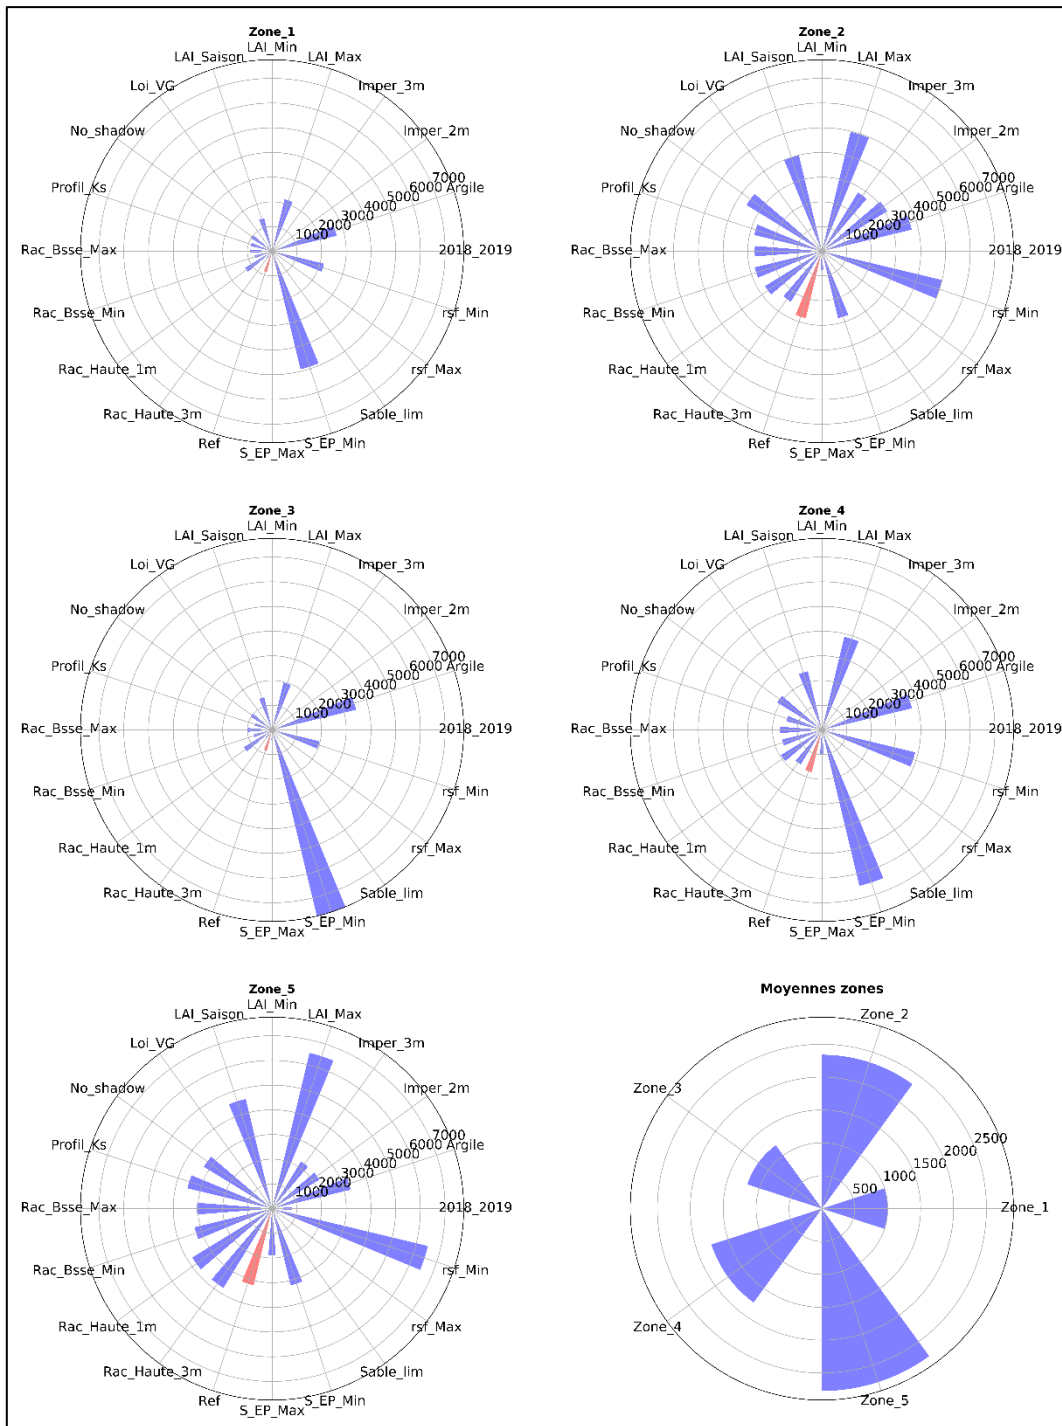 Zone_1
LAI_Min
LAI_Saison
LAI_Max
Loi_VG
Imper_3m
No_shadow
Imper_2m
Profil_Ks
7000
6000 Argile
5000
4000
3000
2000
1000
Rac_Bsse_Max
2018_2019
Rac_Bsse_Min
rsf_Min
Rac_Haute_1m
rsf_Max
Rac_Haute_3m
Sable_lim
Ref
S_EP_Min
S_EP_Max
Zone_2
LAI_Min
LAI_Saison
LAI_Max
Loi_VG
Imper_3m
No_shadow
Imper_2m
Profil_Ks
7000
6000 Argile
5000
4000
3000
2000
1000
Rac_Bsse_Max
2018_2019
Rac_Bsse_Min
rsf_Min
Rac_Haute_1m
rsf_Max
Rac_Haute_3m
Sable_lim
Ref
S_EP_Min
S_EP_Max
Zone_3
LAI_Min
LAI_Saison
LAI_Max
Loi_VG
Imper_3m
No_shadow
Imper_2m
Profil_Ks
7000
6000 Argile
5000
4000
3000
2000
1000
Rac_Bsse_Max
2018_2019
Rac_Bsse_Min
rsf_Min
Rac_Haute_1m
rsf_Max
Rac_Haute_3m
Sable_lim
Ref
S_EP_Min
S_EP_Max
Zone_4
LAI_Min
LAI_Saison
LAI_Max
Loi_VG
Imper_3m
No_shadow
Imper_2m
Profil_Ks
7000
6000 Argile
5000
4000
3000
2000
1000
Rac_Bsse_Max
2018_2019
Rac_Bsse_Min
rsf_Min
Rac_Haute_1m
rsf_Max
Rac_Haute_3m
Sable_lim
Ref
S_EP_Min
S_EP_Max
Zone_5
LAI_Min
LAI_Saison
LAI_Max
Loi_VG
Imper_3m
No_shadow
Imper_2m
Profil_Ks
7000
6000 Argile
5000
4000
3000
2000
1000
Rac_Bsse_Max
2018_2019
Rac_Bsse_Min
rsf_Min
Rac_Haute_1m
rsf_Max
Rac_Haute_3m
Sable_lim
Ref
S_EP_Min
S_EP_Max
Moyennes zones
Zone_2
Zone_3
2500
2000
1500
1000
500
Zone_1
Zone_4
Zone_5